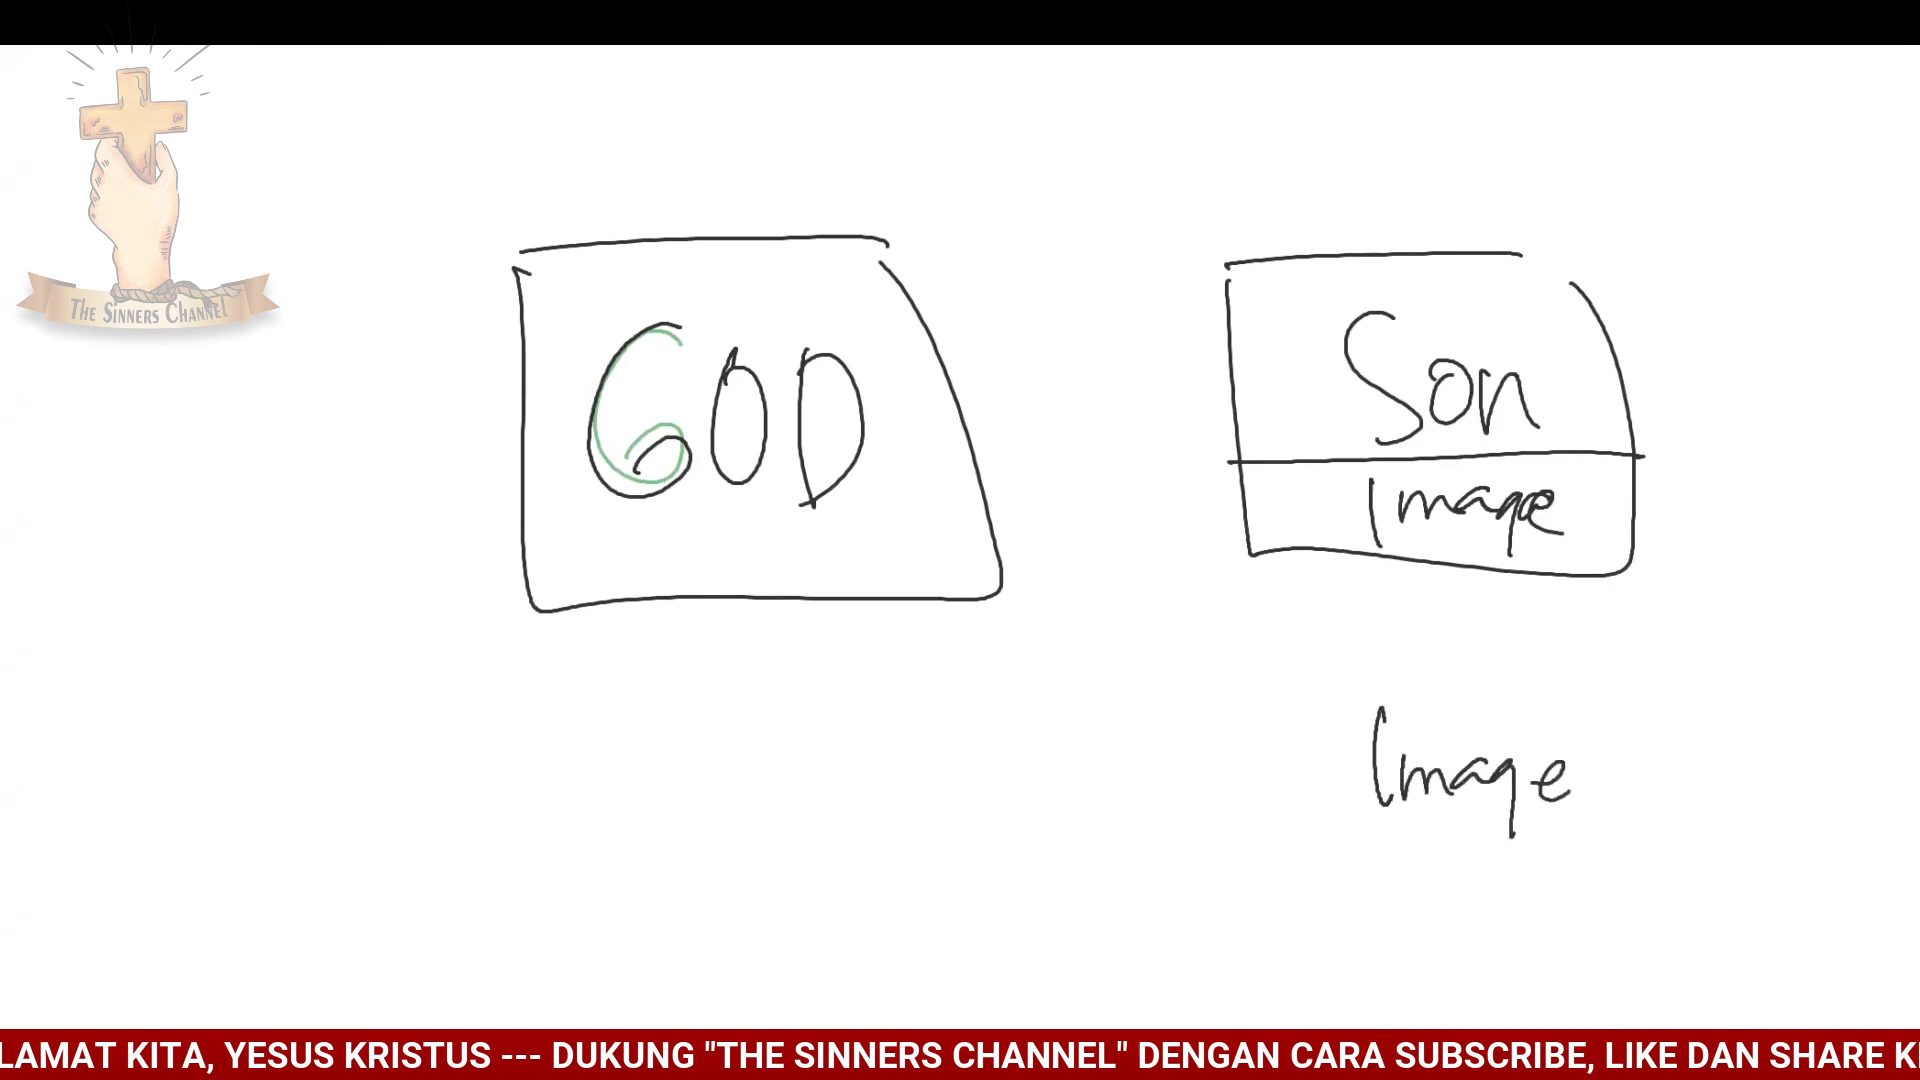 THE SINNERS CHANNEL
GOD
Son
Image
Image
LAMAT KITA, YESUS KRISTUS --- DUKUNG "THE SINNERS CHANNEL" DENGAN CARA SUBSCRIBE, LIKE DAN SHARE K